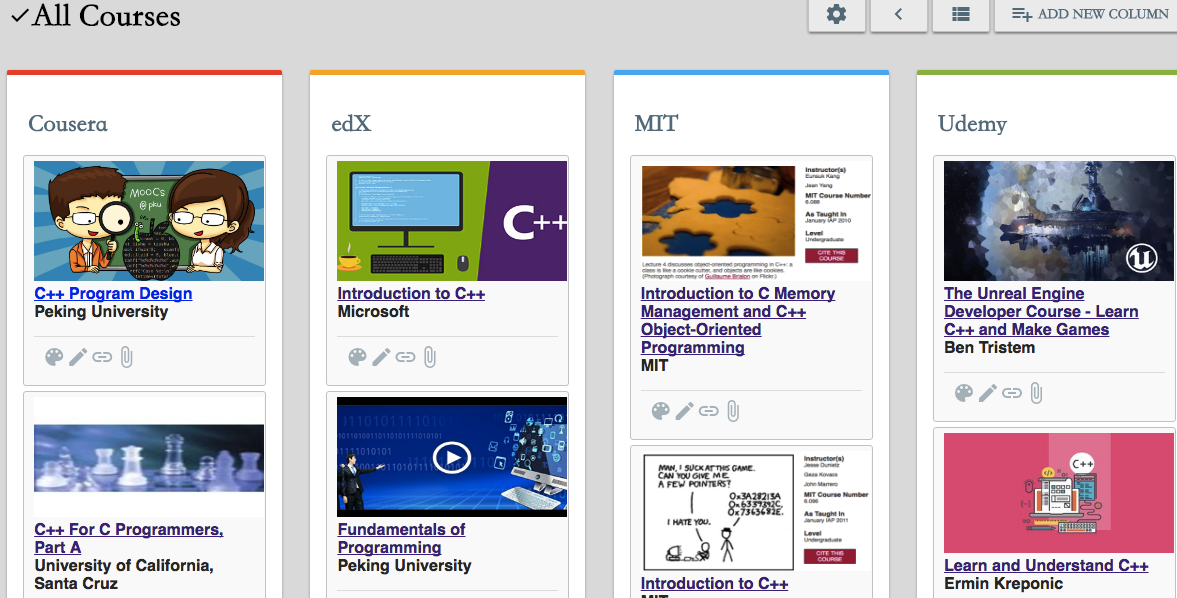 All Courses
ADD NEW COLUMN
Cousera
MOOCs
@ pku
C++ Program Design
Peking University
C++ For C Programmers,
Part A
University of California,
Santa Cruz
edX
C++
Introduction to C++
Microsoft
Fundamentals of
Programming
Peking University
MIT
Instructor(s)
Eunsuk Kang
Jean Yang
MIT Course Number
6.088
As Taught In
January IAP 2010
Level
Undergraduate
CITE THIS
COURSE
Lecture 4 discusses object-oriented programming in C++: a
class is like a cookie cutter, and objects are like cookies.
(Photograph courtesy of Guillaume Brialon on Flickr.)
Introduction to C Memory
Management and C++
Object-Oriented
Programming
MIT
MAN, I SUCK AT THIS GAME.
CAN YOU GIVE ME
A FEW POINTERS?
0x3A28213A
0x6339392C,
0x7363682E.
I HATE YOU.
Instructor(s)
Jesse Dunietz
Geza Kovacs
John Marrero
MIT Course Number
6.096
As Taught In
January IAP 2011
Level
Undergraduate
CITE THIS
COURSE
Introduction to C++
MIT
Udemy
The Unreal Engine
Developer Course - Learn
C++ and Make Games
Ben Tristem
C++
Learn and Understand C++
Ermin Kreponic